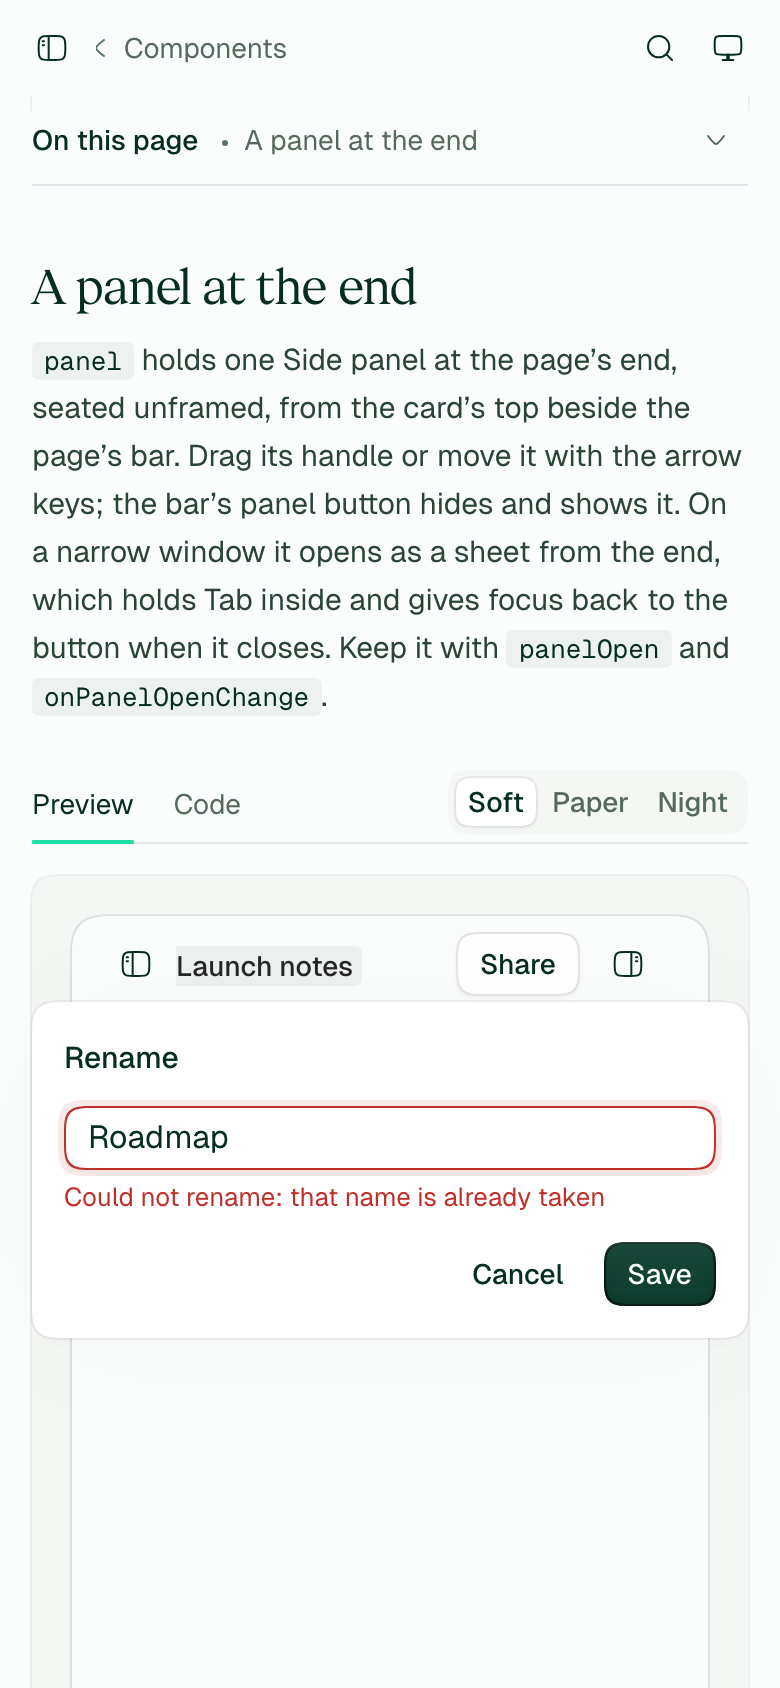 Components
On this page • A panel at the end
A panel at the end
panel holds one Side panel at the page’s end,
seated unframed, from the card’s top beside the
page’s bar. Drag its handle or move it with the arrow
keys; the bar’s panel button hides and shows it. On
a narrow window it opens as a sheet from the end,
which holds Tab inside and gives focus back to the
button when it closes. Keep it with panelOpen and
onPanelOpenChange.
Preview Code Soft Paper Night
Launch notes Share
Rename
Roadmap
Could not rename: that name is already taken
Cancel Save